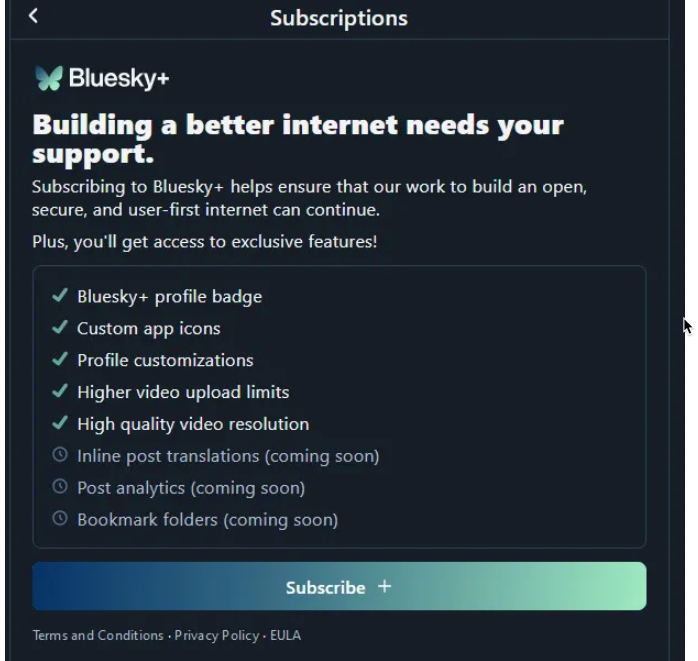 Subscriptions
Bluesky+
Building a better internet needs your
support.
Subscribing to Bluesky+ helps ensure that our work to build an open,
secure, and user-first internet can continue.
Plus, you'll get access to exclusive features!
Bluesky+ profile badge
Custom app icons
Profile customizations
Higher video upload limits
High quality video resolution
Inline post translations (coming soon)
Post analytics (coming soon)
Bookmark folders (coming soon)
Subscribe +
Terms and Conditions · Privacy Policy · EULA